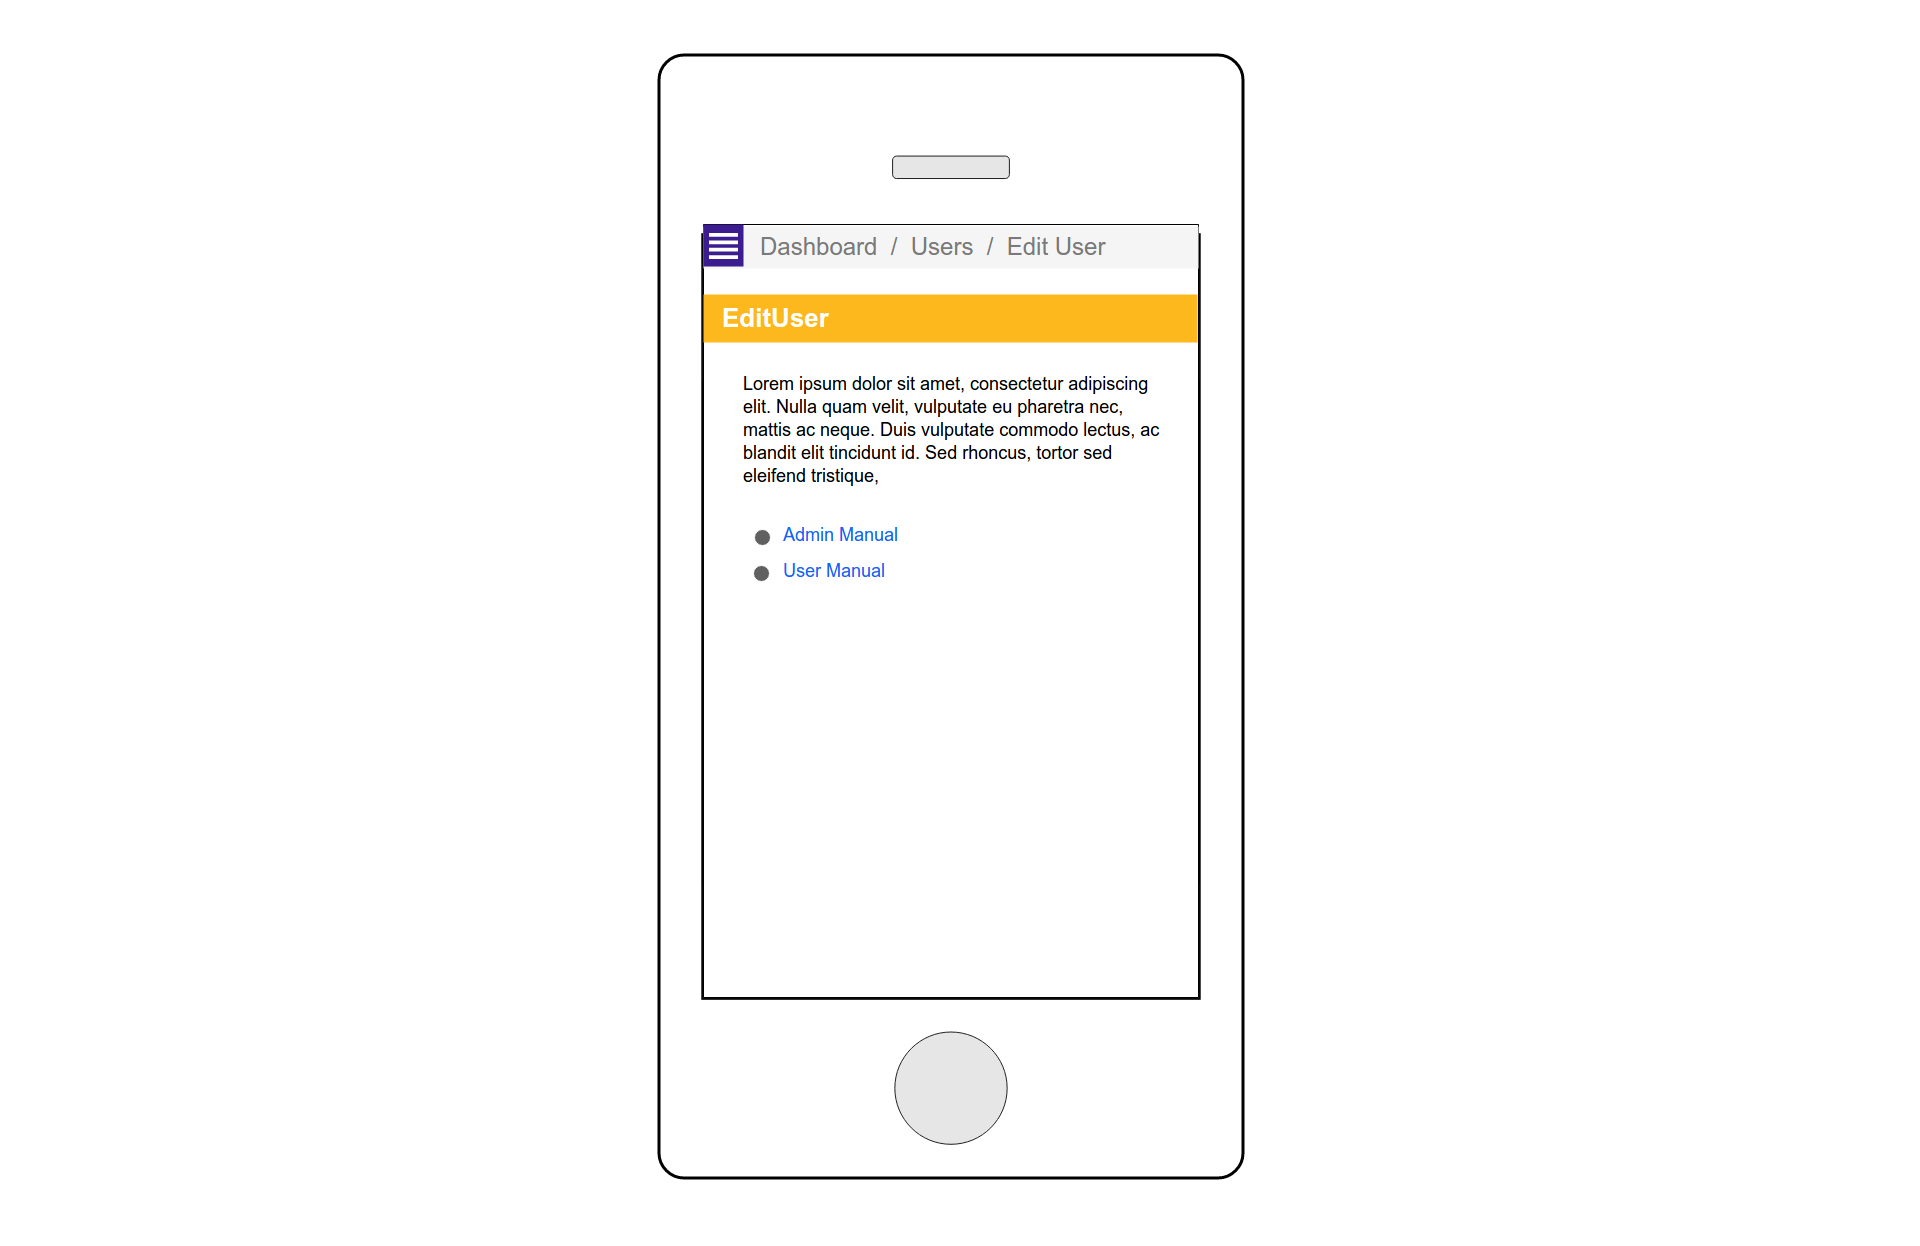 Dashboard / Users / Edit User
EditUser
Lorem ipsum dolor sit amet, consectetur adipiscing
elit. Nulla quam velit, vulputate eu pharetra nec,
mattis ac neque. Duis vulputate commodo lectus, ac
blandit elit tincidunt id. Sed rhoncus, tortor sed
eleifend tristique,
Admin Manual
User Manual